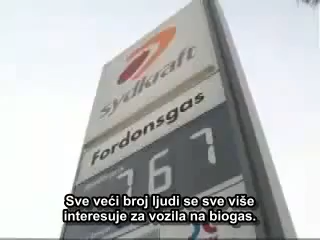 sydkraft
Fordonsgas
7 6 7
Sve veći broj ljudi se sve više
interesuje za vozila na biogas.